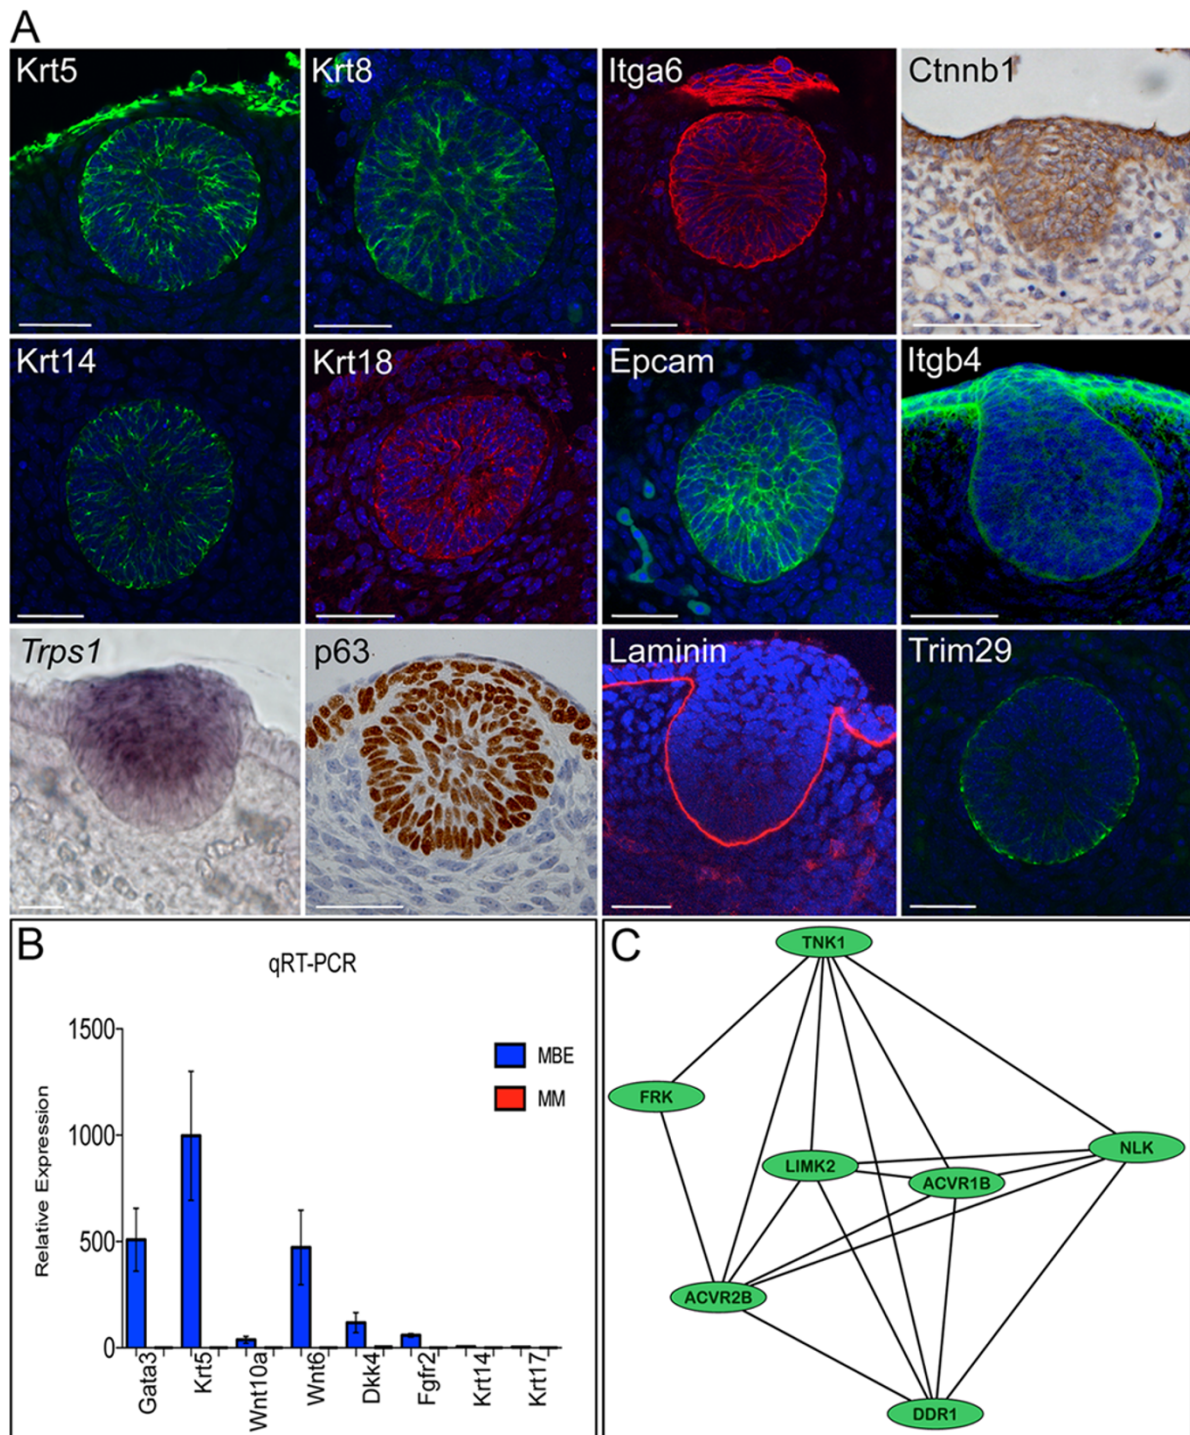 A
Krt5
Krt8
Itga6
Ctnnb1
Krt14
Krt18
Epcam
Itgb4
Trps1
p63
Laminin
Trim29
B
qRT-PCR
1500
1000
500
0
Relative Expression
MBE
MM
Gata3
Krt5
Wnt10a
Wnt6
Dkk4
Fgfr2
Krt14
Krt17
C
TNK1
FRK
NLK
LIMK2
ACVR1B
ACVR2B
DDR1